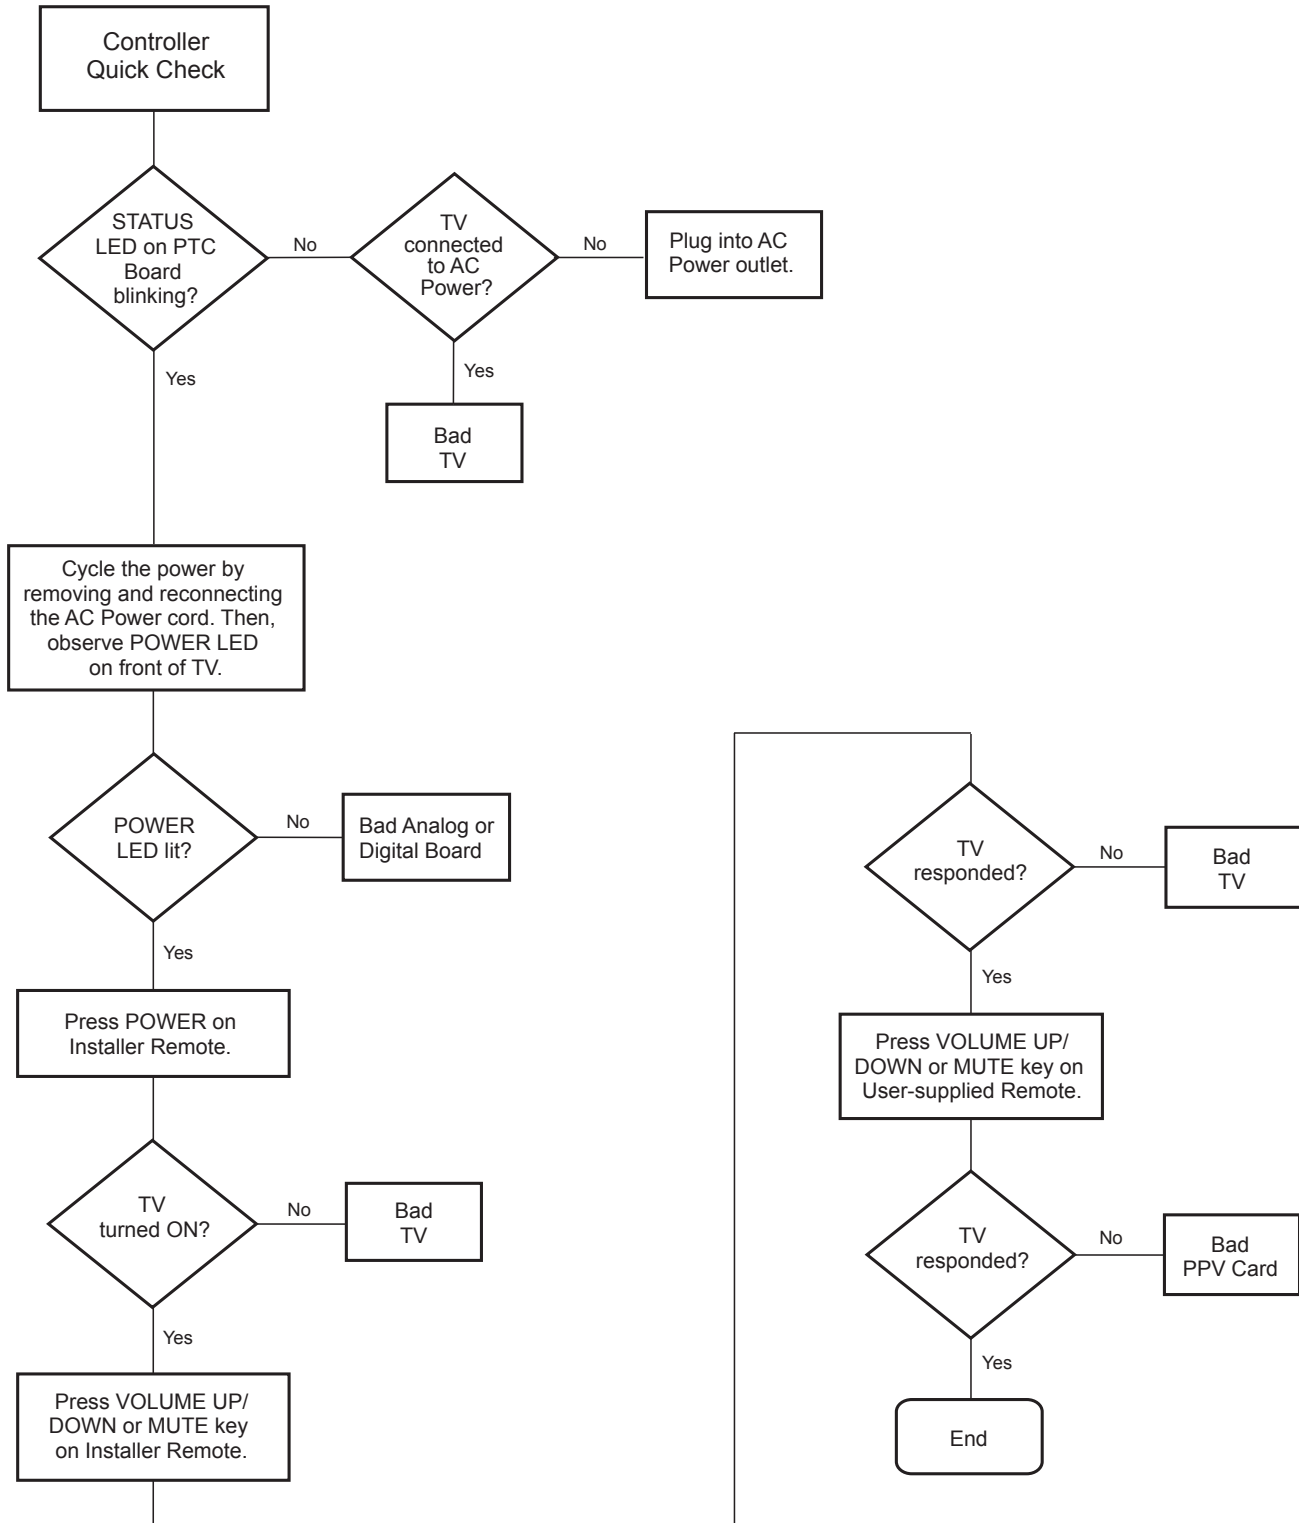 Controller
Quick Check
STATUS
LED on PTC
Board
blinking?
No
TV
connected
to AC
Power?
No
Plug into AC
Power outlet.
Yes
Yes
Bad
TV
Cycle the power by
removing and reconnecting
the AC Power cord. Then,
observe POWER LED
on front of TV.
POWER
LED lit?
No
Bad Analog or
Digital Board
Yes
Press POWER on
Installer Remote.
TV
turned ON?
No
Bad
TV
Yes
Press VOLUME UP/
DOWN or MUTE key
on Installer Remote.
TV
responded?
No
Bad
TV
Yes
Press VOLUME UP/
DOWN or MUTE key on
User-supplied Remote.
TV
responded?
No
Bad
PPV Card
Yes
End